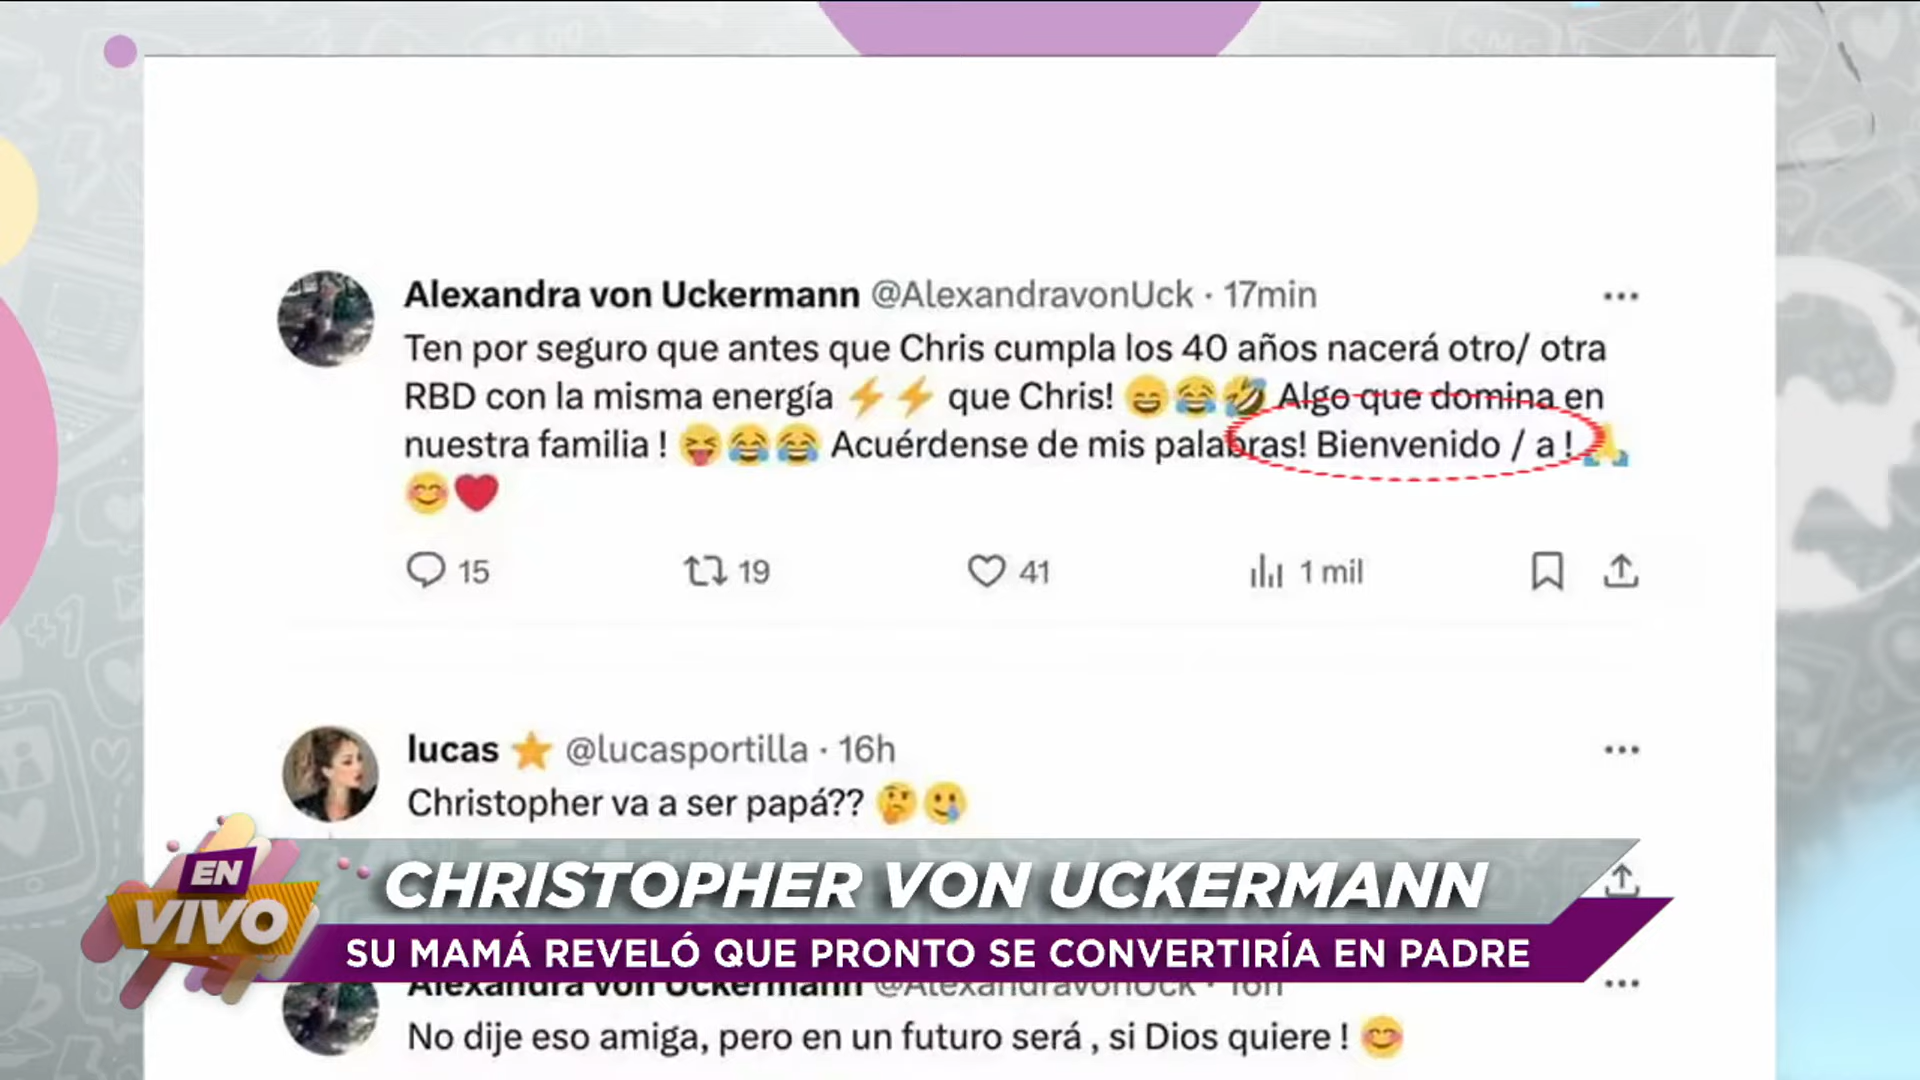 Alexandra von Uckermann @AlexandravonUck · 17min
Ten por seguro que antes que Chris cumpla los 40 años nacerá otro/ otra
RBD con la misma energía ⚡⚡ que Chris! 😄😂🤣 Algo que domina en
nuestra familia ! 😝😂😂 Acuérdense de mis palabras! Bienvenido / a ! 🙏
😊❤️
15 19 41 1 mil
lucas ⭐ @lucasportilla · 16h
Christopher va a ser papá?? 🤔🥲
EN
VIVO
CHRISTOPHER VON UCKERMANN
SU MAMÁ REVELÓ QUE PRONTO SE CONVERTIRÍA EN PADRE
Alexandra von Uckermann @AlexandravonUck · 16h
No dije eso amiga, pero en un futuro será , si Dios quiere ! 😊